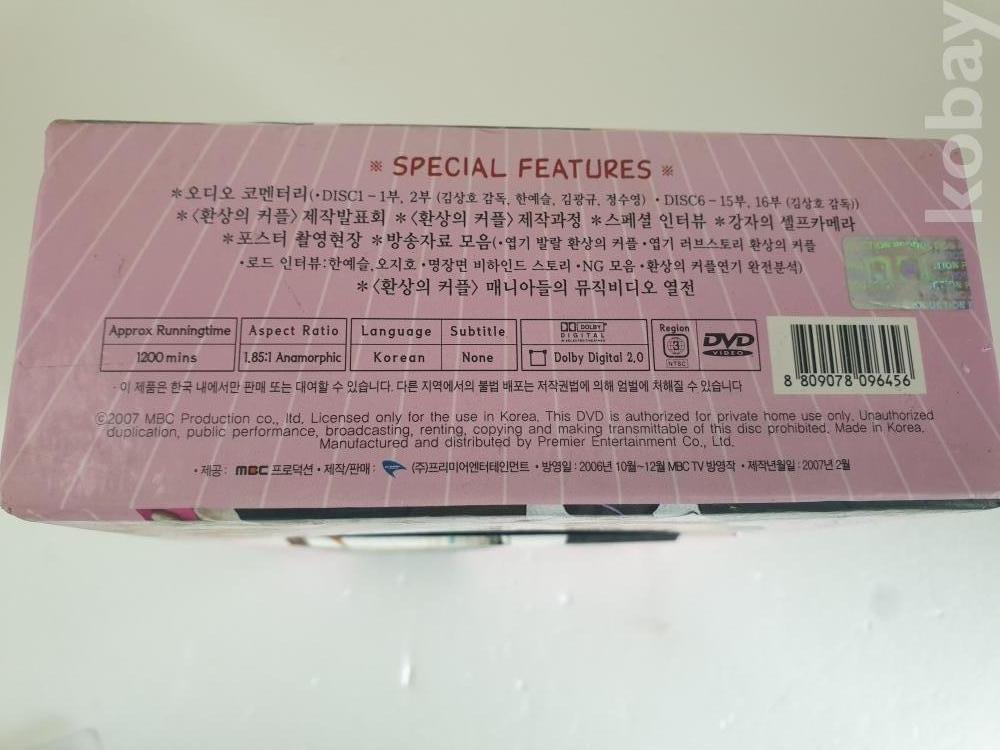 kobay
※ SPECIAL FEATURES ※
*오디오 코멘터리(·DISC1 - 1부, 2부 (김상호 감독, 한예슬, 김광규, 정수영) ·DISC6 - 15부, 16부 (김상호 감독))
*<환상의 커플> 제작발표회 *<환상의 커플> 제작과정 *스페셜 인터뷰 *강자의 셀프카메라
*포스터 촬영현장 *방송자료 모음(·엽기 발랄 환상의 커플 ·엽기 러브스토리 환상의 커플
·로드 인터뷰:한예슬,오지호 ·명장면 비하인드 스토리 ·NG 모음 ·환상의 커플연기 완전분석)
*<환상의 커플> 매니아들의 뮤직비디오 열전
Approx Runningtime Aspect Ratio Language Subtitle DOLBY DIGITAL Region 3 NTSC DVD VIDEO
1200 mins 1.85:1 Anamorphic Korean None Dolby Digital 2.0
8 809078 096456
· 이 제품은 한국 내에서만 판매 또는 대여할 수 있습니다. 다른 지역에서의 불법 배포는 저작권법에 의해 엄벌에 처해질 수 있습니다
©2007 MBC Production co., ltd. Licensed only for the use in Korea. This DVD is authorized for private home use only. Unauthorized
duplication, public performance, broadcasting, renting, copying and making transmittable of this disc prohibited. Made in Korea.
Manufactured and distributed by Premier Entertainment Co., Ltd.
· 제공 : MBC 프로덕션 · 제작/판매 : (주)프리미어엔터테인먼트 · 방영일 : 2006년 10월~12월 MBC TV 방영작 · 제작년월일 : 2007년 2월